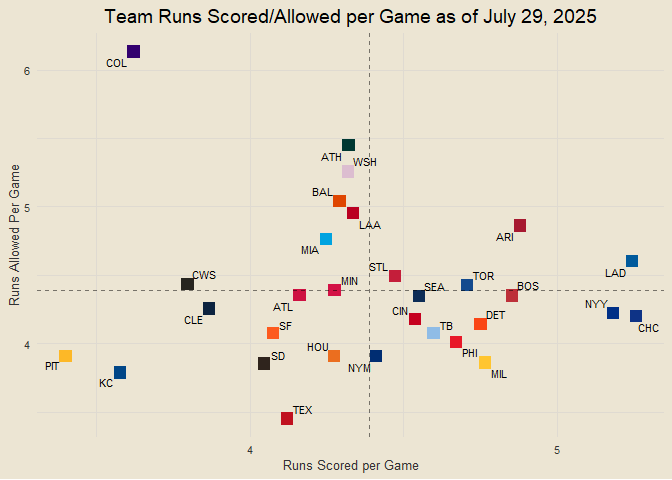 Team Runs Scored/Allowed per Game as of July 29, 2025
COL
6
ATH
WSH
BAL
5
LAA
ARI
MIA
STL
LAD
CWS
TOR
MIN
SEA
BOS
ATL
NYY
CLE
CIN
DET
SF
TB
CHC
4
HOU
PHI
SD
PIT
NYM
MIL
KC
TEX
4
5
Runs Scored per Game
Runs Allowed Per Game